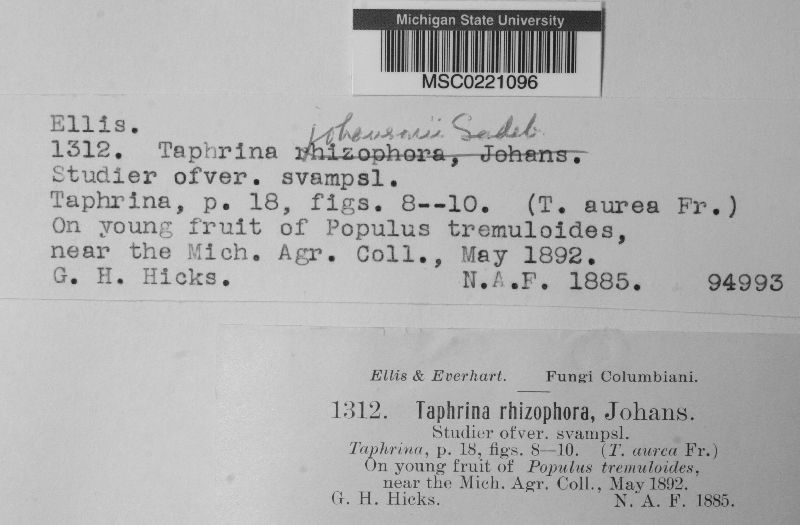 Michigan State University
MSC0221096
Ellis.
johansonii Sadeb.
1312. Taphrina rhizophora, Johans.
Studier ofver. svampsl.
Taphrina, p. 18, figs. 8--10. (T. aurea Fr.)
On young fruit of Populus tremuloides,
near the Mich. Agr. Coll., May 1892.
G. H. Hicks. N.A.F. 1885. 94993
Ellis & Everhart. Fungi Columbiani.
1312. Taphrina rhizophora, Johans.
Studier ofver. svampsl.
Taphrina, p. 18, figs. 8—10. (T. aurea Fr.)
On young fruit of Populus tremuloides,
near the Mich. Agr. Coll., May 1892.
G. H. Hicks. N. A. F. 1885.